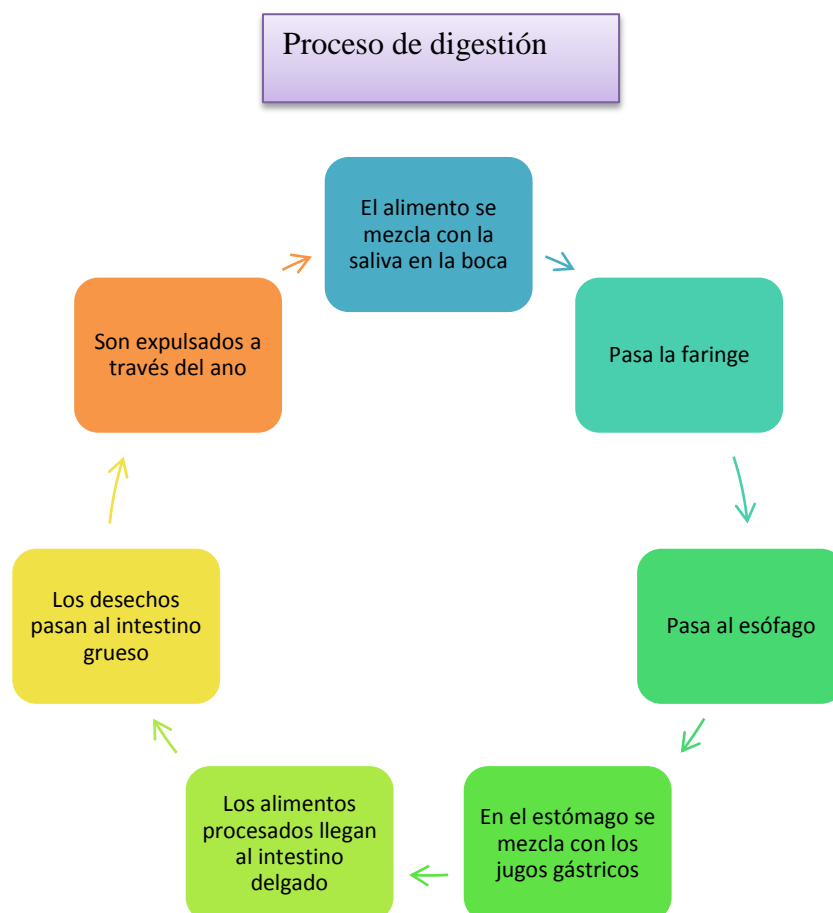 Proceso de digestión
El alimento se
mezcla con la
saliva en la boca
Pasa la faringe
Pasa al esófago
En el estómago se
mezcla con los
jugos gástricos
Los alimentos
procesados llegan
al intestino
delgado
Los desechos
pasan al intestino
grueso
Son expulsados a
través del ano